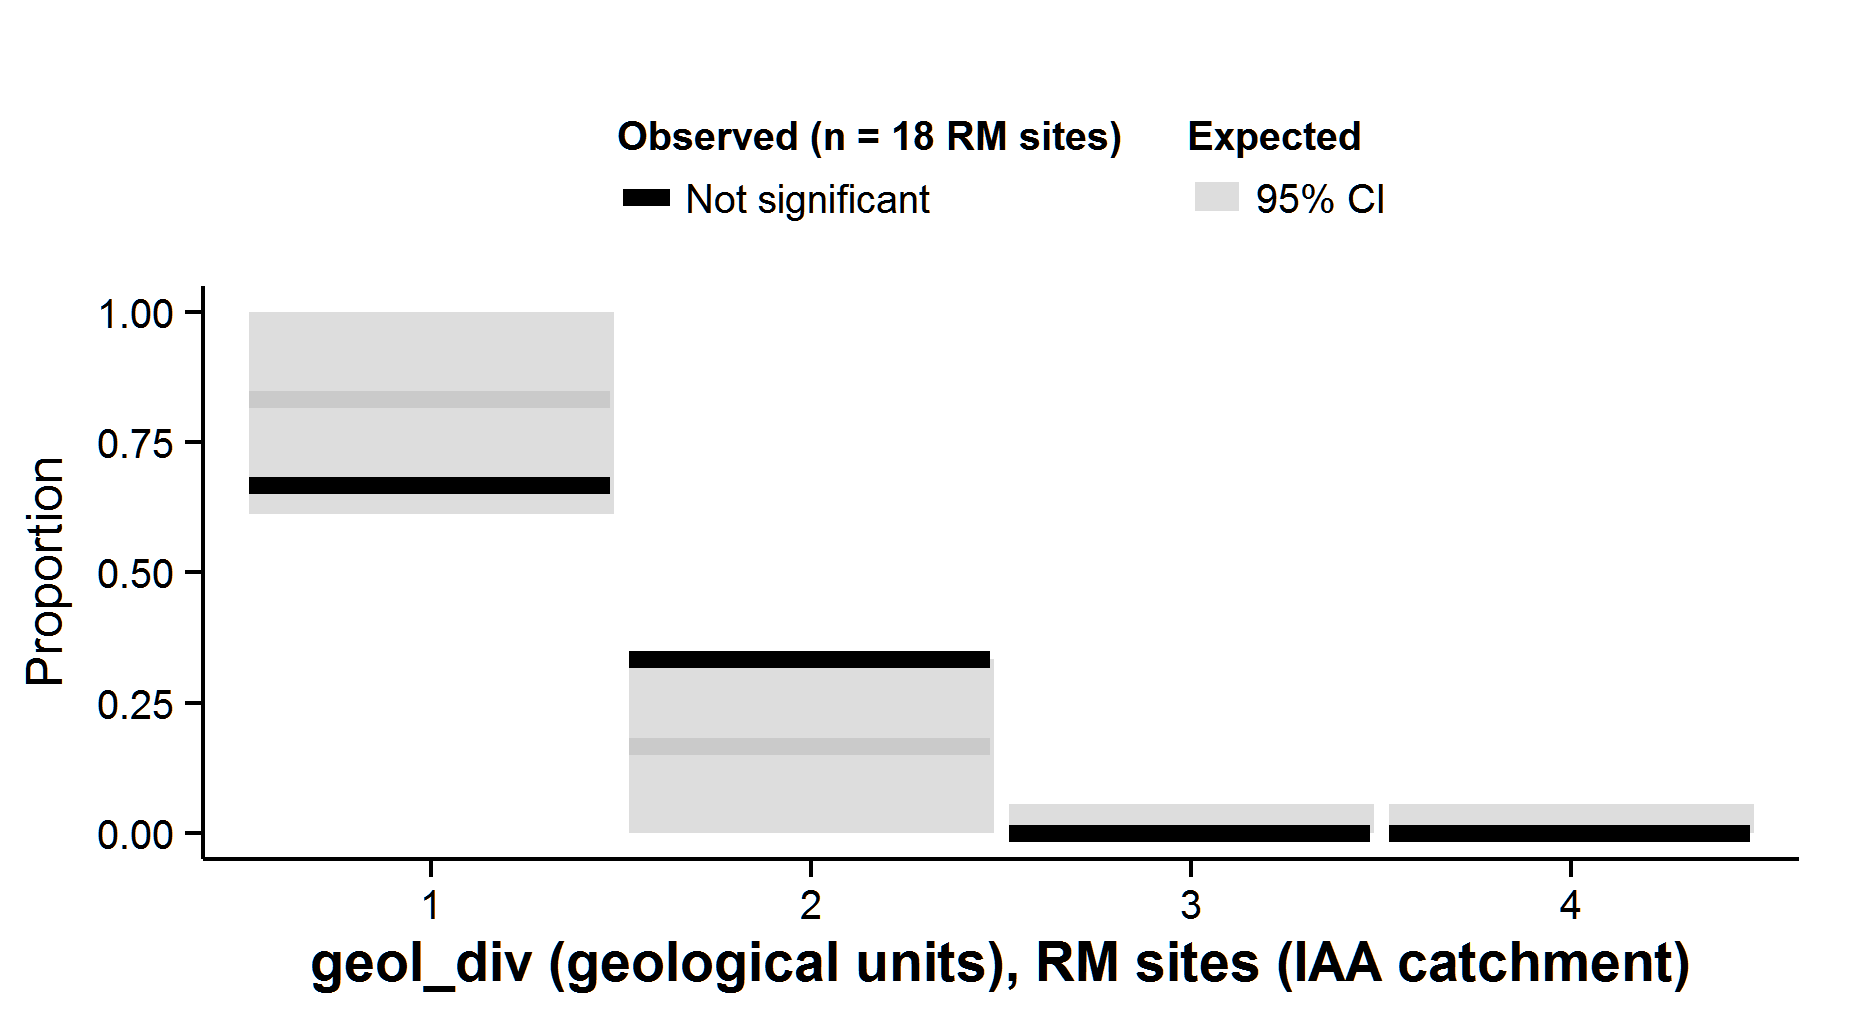 Observed (n = 18 RM sites) Expected
Not significant 95% CI
1.00
0.75
0.50
0.25
0.00
Proportion
1 2 3 4
geol_div (geological units), RM sites (IAA catchment)